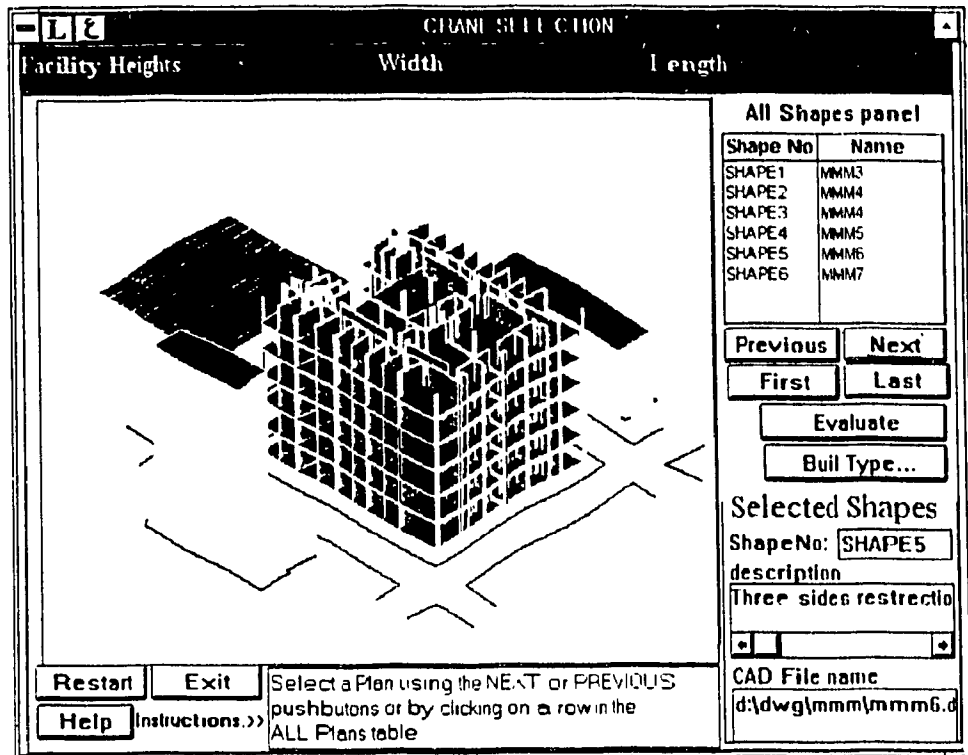 L ع
CRANE SELECTION
Facility Heights Width Length
All Shapes panel
Shape No Name
SHAPE1 MMM3
SHAPE2 MMM4
SHAPE3 MMM4
SHAPE4 MMM5
SHAPE5 MMM6
SHAPE6 MMM7
Previous Next
First Last
Evaluate
Buil Type...
Selected Shapes
ShapeNo: SHAPE5
description
Three sides restrectio
CAD File name
d:\dwg\mmm\mmm6.d
Restart Exit
Help Instructions.>>
Select a Plan using the NEXT or PREVIOUS
pushbutons or by clicking on a row in the
ALL Plans table